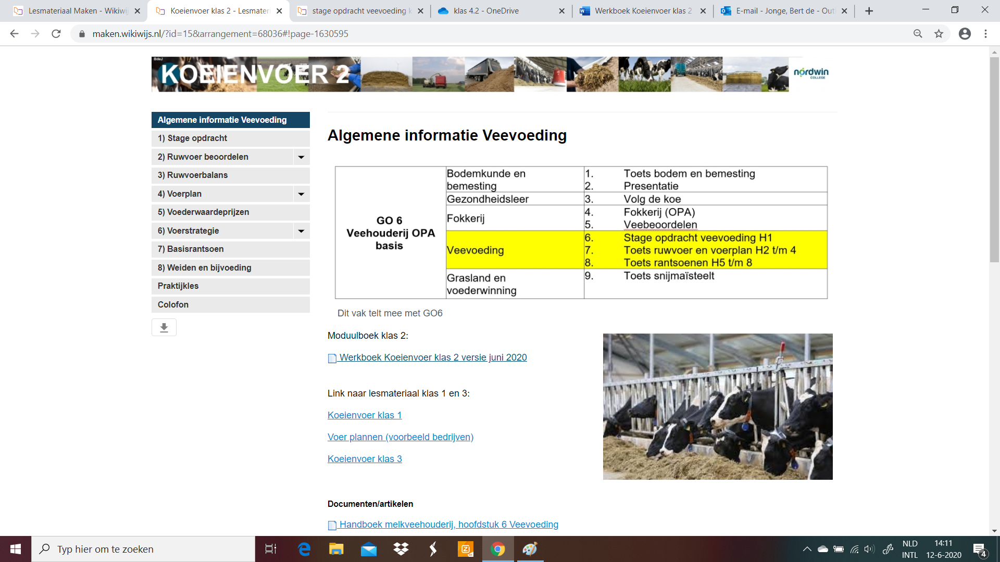 Lesmateriaal Maken - Wikiwij
Koeienvoer klas 2 - Lesmateri
stage opdracht veevoeding k
klas 4.2 - OneDrive
Werkboek Koeienvoer klas 2
E-mail - Jonge, Bert de - Out
maken.wikiwijs.nl/?id=15&arrangement=68036#!page-1630595
BdeJ
KOEIENVOER 2
nordwin
COLLEGE
Algemene informatie Veevoeding
1) Stage opdracht
2) Ruwvoer beoordelen
3) Ruwvoerbalans
4) Voerplan
5) Voederwaardeprijzen
6) Voerstrategie
7) Basisrantsoen
8) Weiden en bijvoeding
Praktijkles
Colofon
Algemene informatie Veevoeding
GO 6
Veehouderij OPA
basis
Bodemkunde en
bemesting
1. Toets bodem en bemesting
2. Presentatie
Gezondheidsleer
3. Volg de koe
Fokkerij
4. Fokkerij (OPA)
5. Veebeoordelen
Veevoeding
6. Stage opdracht veevoeding H1
7. Toets ruwvoer en voerplan H2 t/m 4
8. Toets rantsoenen H5 t/m 8
Grasland en
voederwinning
9. Toets snijmaïsteelt
Dit vak telt mee met GO6
Moduulboek klas 2:
Werkboek Koeienvoer klas 2 versie juni 2020
Link naar lesmateriaal klas 1 en 3:
Koeienvoer klas 1
Voer plannen (voorbeeld bedrijven)
Koeienvoer klas 3
Documenten/artikelen
Handboek melkveehouderij, hoofdstuk 6 Veevoeding
Typ hier om te zoeken
NLD
INTL
14:11
12-6-2020
4